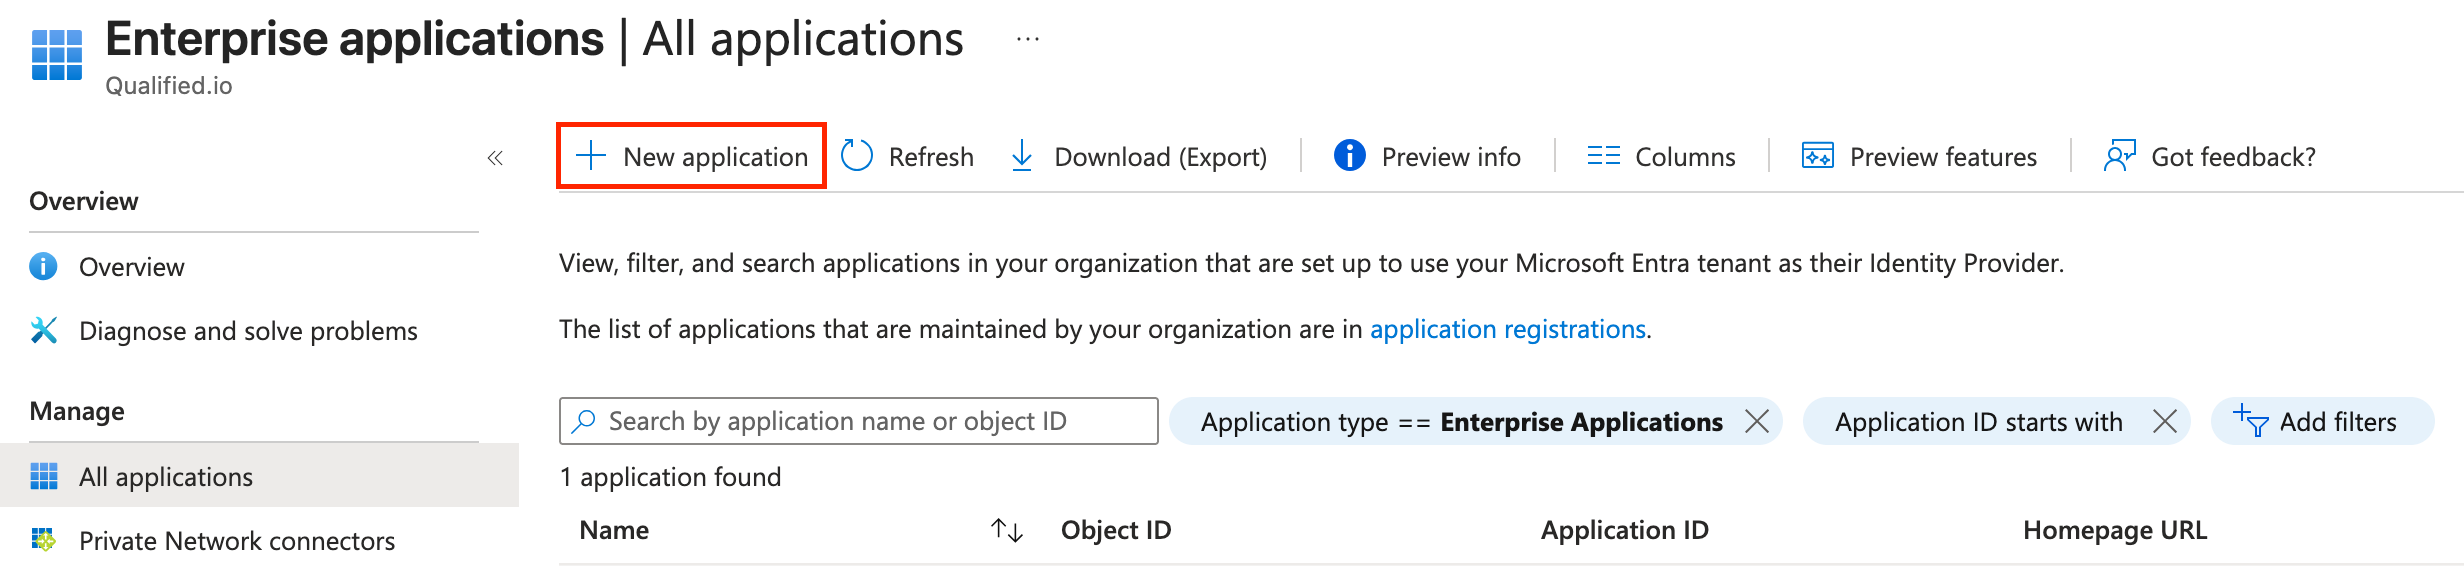 Enterprise applications | All applications ...
Qualified.io
«
New application
Refresh
Download (Export)
Preview info
Columns
Preview features
Got feedback?
Overview
Overview
Diagnose and solve problems
Manage
All applications
Private Network connectors
View, filter, and search applications in your organization that are set up to use your Microsoft Entra tenant as their Identity Provider.
The list of applications that are maintained by your organization are in application registrations.
Search by application name or object ID
Application type == Enterprise Applications
Application ID starts with
Add filters
1 application found
Name
Object ID
Application ID
Homepage URL